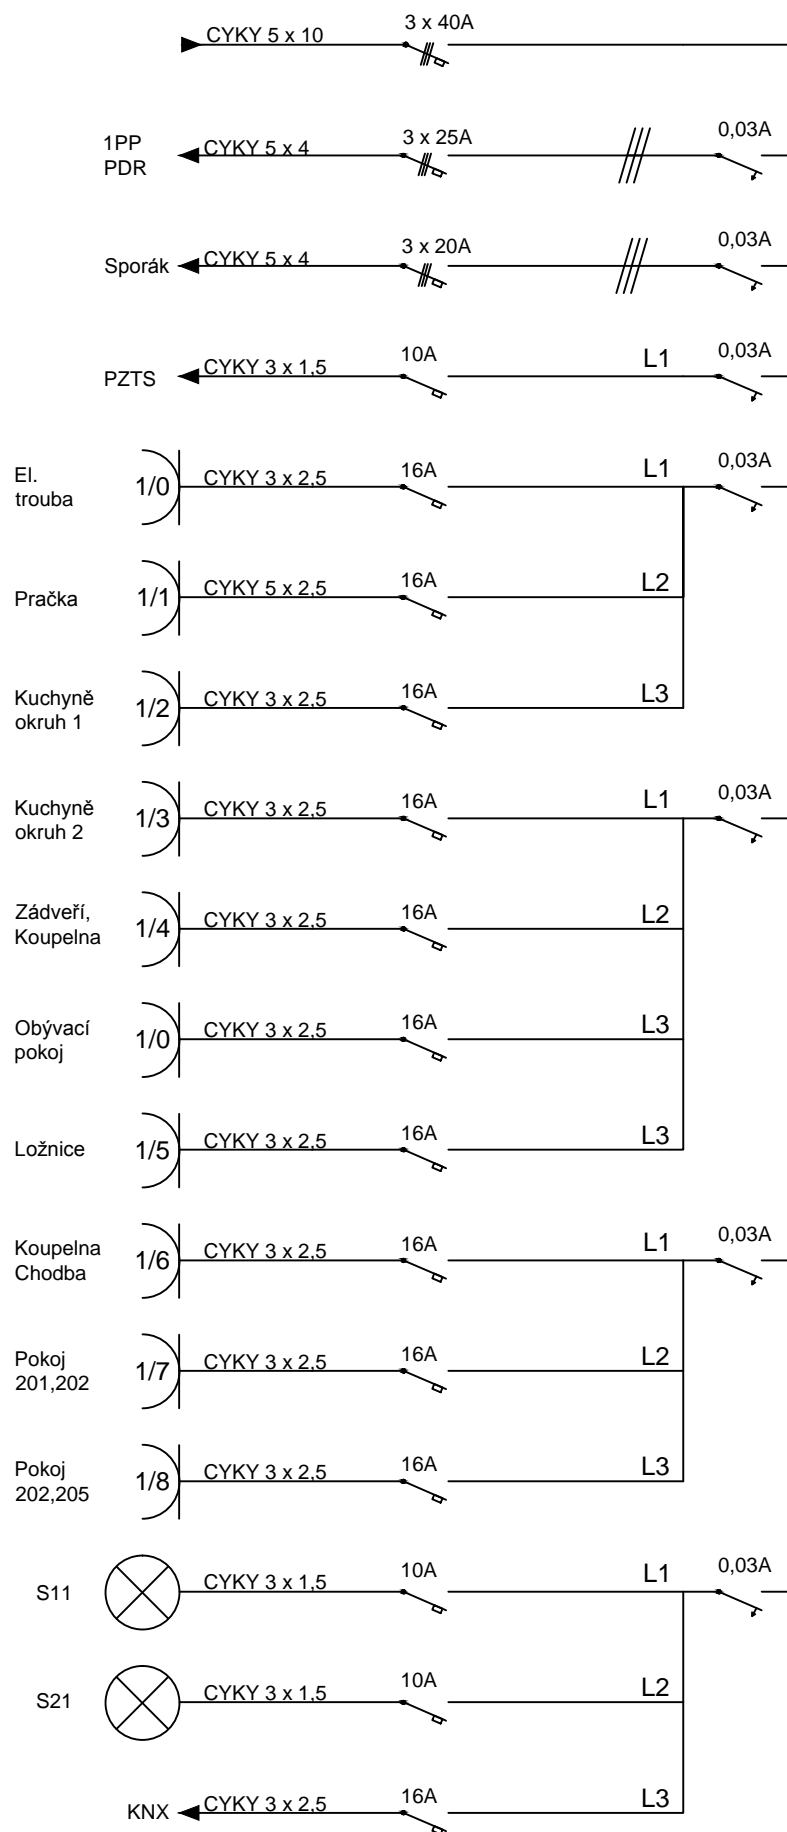 CYKY 5 x 10 3 x 40A
1PP
PDR
CYKY 5 x 4 3 x 25A 0,03A
Sporák CYKY 5 x 4 3 x 20A 0,03A
PZTS CYKY 3 x 1,5 10A L1 0,03A
El.
trouba
1/0 CYKY 3 x 2,5 16A L1 0,03A
Pračka 1/1 CYKY 5 x 2,5 16A L2
Kuchyně
okruh 1
1/2 CYKY 3 x 2,5 16A L3
Kuchyně
okruh 2
1/3 CYKY 3 x 2,5 16A L1 0,03A
Zádveří,
Koupelna
1/4 CYKY 3 x 2,5 16A L2
Obývací
pokoj
1/0 CYKY 3 x 2,5 16A L3
Ložnice 1/5 CYKY 3 x 2,5 16A L3
Koupelna
Chodba
1/6 CYKY 3 x 2,5 16A L1 0,03A
Pokoj
201,202
1/7 CYKY 3 x 2,5 16A L2
Pokoj
202,205
1/8 CYKY 3 x 2,5 16A L3
S11 CYKY 3 x 1,5 10A L1 0,03A
S21 CYKY 3 x 1,5 10A L2
KNX CYKY 3 x 2,5 16A L3